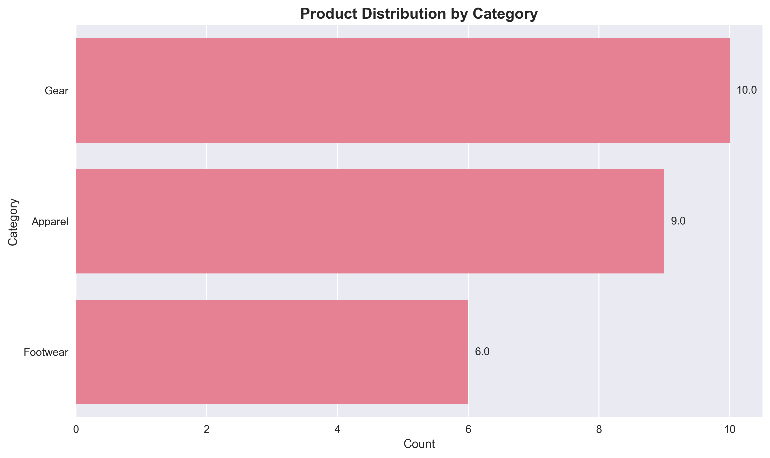 Product Distribution by Category
Category
Gear
10.0
Apparel
9.0
Footwear
6.0
0 2 4 6 8 10
Count